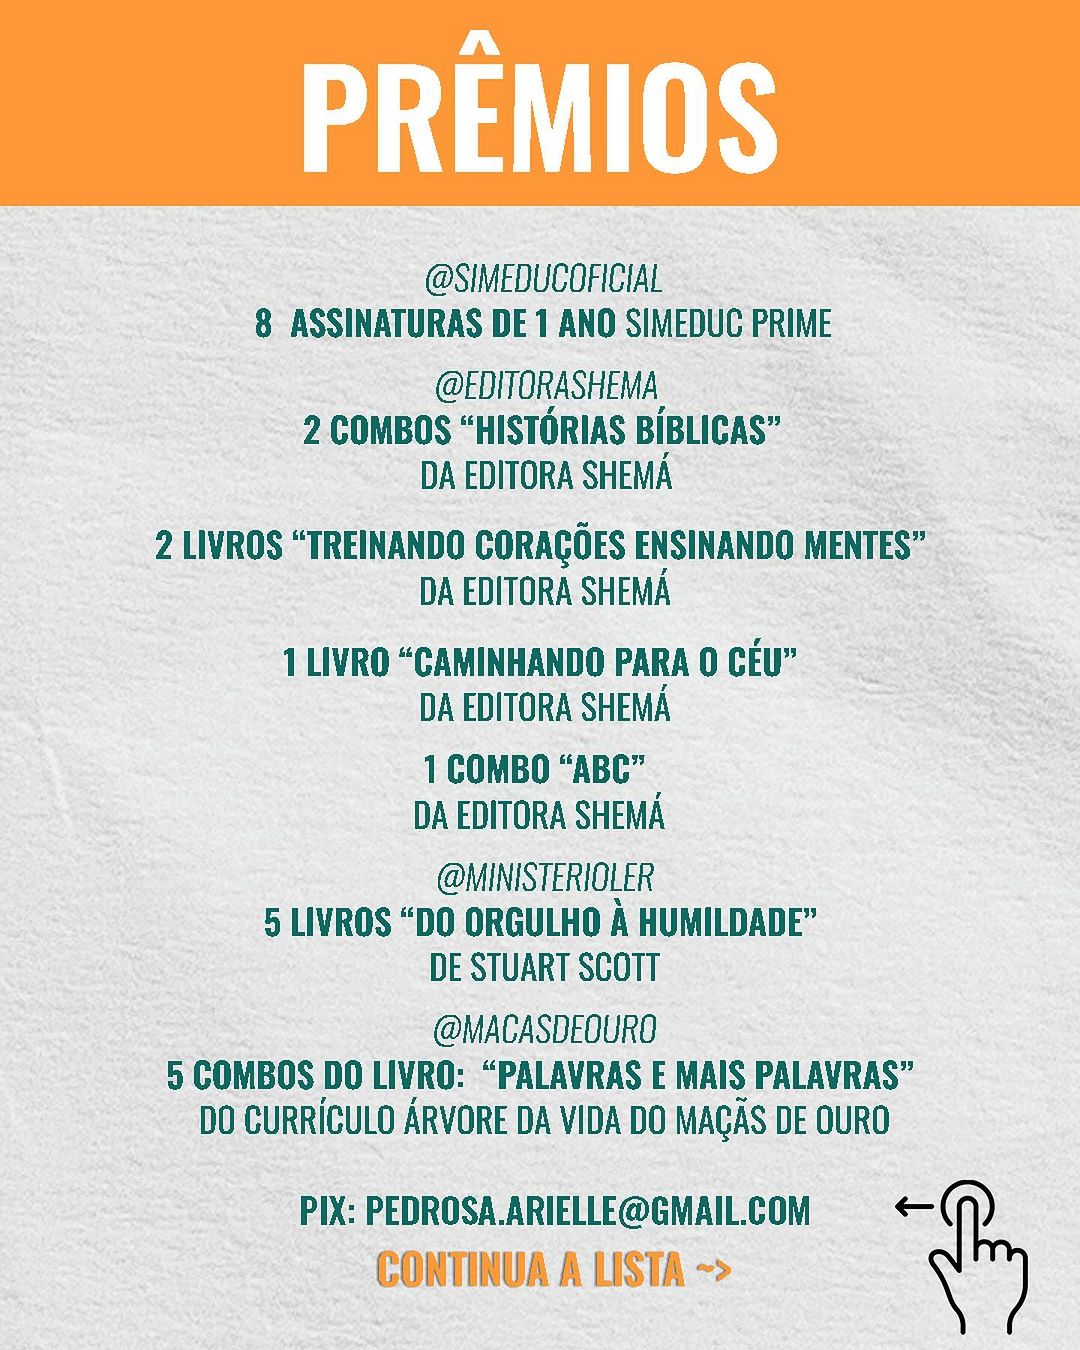 PRÊMIOS
@SIMEDUCOFICIAL
8 ASSINATURAS DE 1 ANO SIMEDUC PRIME
@EDITORASHEMA
2 COMBOS “HISTÓRIAS BÍBLICAS”
DA EDITORA SHEMÁ
2 LIVROS “TREINANDO CORAÇÕES ENSINANDO MENTES”
DA EDITORA SHEMÁ
1 LIVRO “CAMINHANDO PARA O CÉU”
DA EDITORA SHEMÁ
1 COMBO “ABC”
DA EDITORA SHEMÁ
@MINISTERIOLER
5 LIVROS “DO ORGULHO À HUMILDADE”
DE STUART SCOTT
@MACASDEOURO
5 COMBOS DO LIVRO: “PALAVRAS E MAIS PALAVRAS”
DO CURRÍCULO ÁRVORE DA VIDA DO MAÇÃS DE OURO
PIX: PEDROSA.ARIELLE@GMAIL.COM
CONTINUA A LISTA ~>